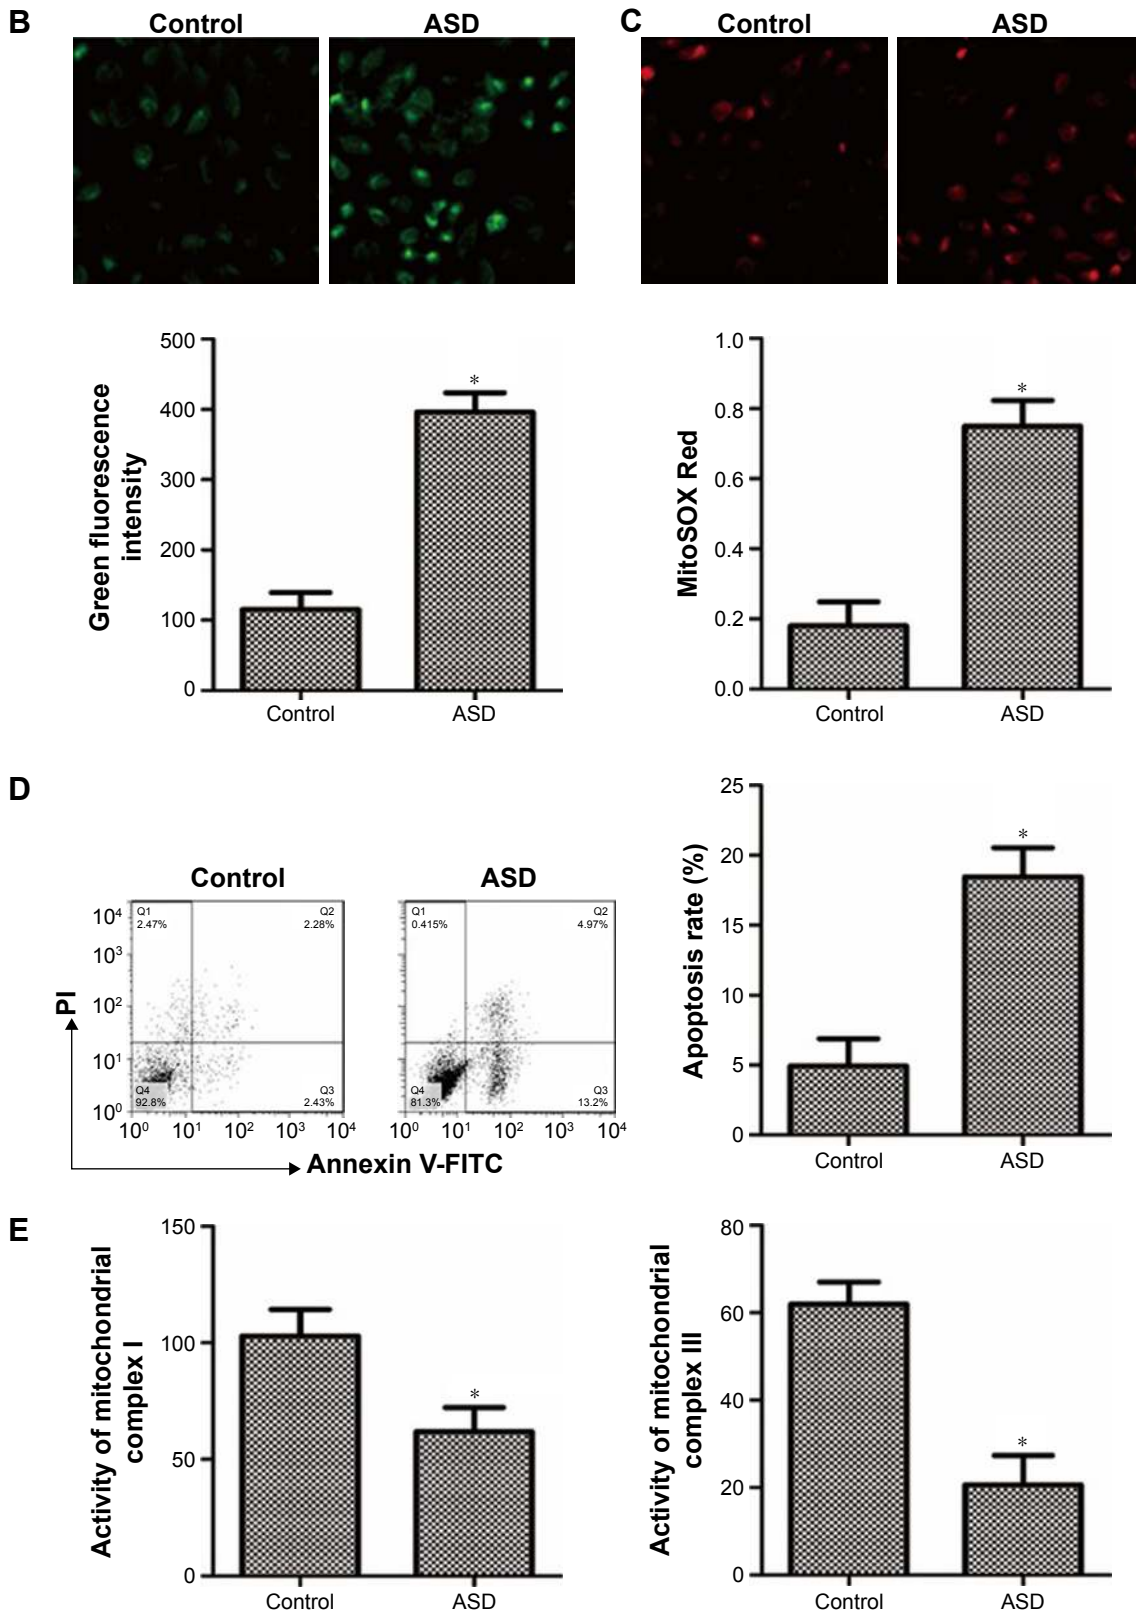 B
Control
ASD
C
Control
ASD
Green fluorescence
intensity
500
400
300
200
100
0
*
Control
ASD
MitoSOX Red
1.0
0.8
0.6
0.4
0.2
0.0
*
Control
ASD
D
Control
ASD
PI
10⁴
10³
10²
10¹
10⁰
Q1
2.47%
Q2
2.28%
Q4
92.8%
Q3
2.43%
10⁰ 10¹ 10² 10³ 10⁴
Q1
0.415%
Q2
4.97%
Q4
81.3%
Q3
13.2%
10⁰ 10¹ 10² 10³ 10⁴
Annexin V-FITC
Apoptosis rate (%)
25
20
15
10
5
0
*
Control
ASD
E
Activity of mitochondrial
complex I
150
100
50
0
*
Control
ASD
Activity of mitochondrial
complex III
80
60
40
20
0
*
Control
ASD